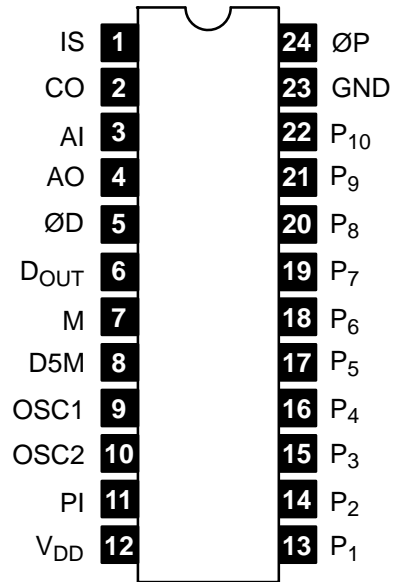 IS 1 24 ØP
CO 2 23 GND
AI 3 22 P10
AO 4 21 P9
ØD 5 20 P8
DOUT 6 19 P7
M 7 18 P6
D5M 8 17 P5
OSC1 9 16 P4
OSC2 10 15 P3
PI 11 14 P2
VDD 12 13 P1